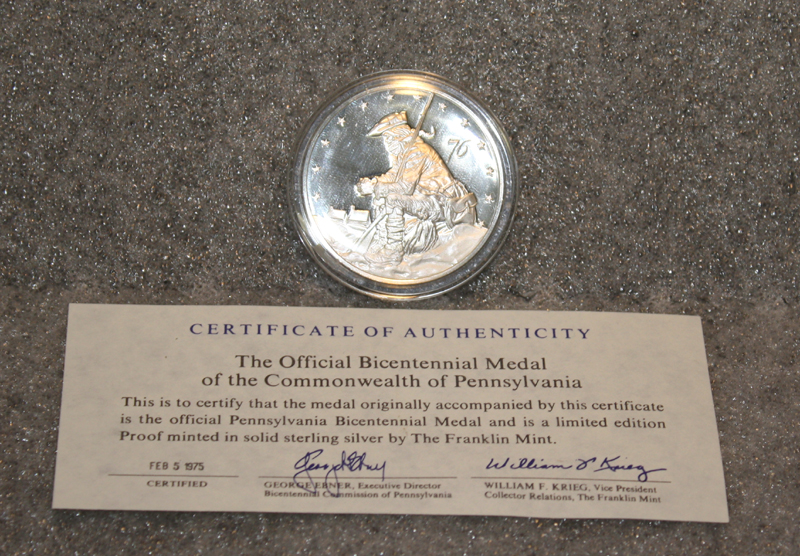 76
CERTIFICATE OF AUTHENTICITY
The Official Bicentennial Medal
of the Commonwealth of Pennsylvania
This is to certify that the medal originally accompanied by this certificate
is the official Pennsylvania Bicentennial Medal and is a limited edition
Proof minted in solid sterling silver by The Franklin Mint.
FEB 5 1975
CERTIFIED
George Ebner
GEORGE EBNER, Executive Director
Bicentennial Commission of Pennsylvania
William F. Krieg
WILLIAM F. KRIEG, Vice President
Collector Relations, The Franklin Mint